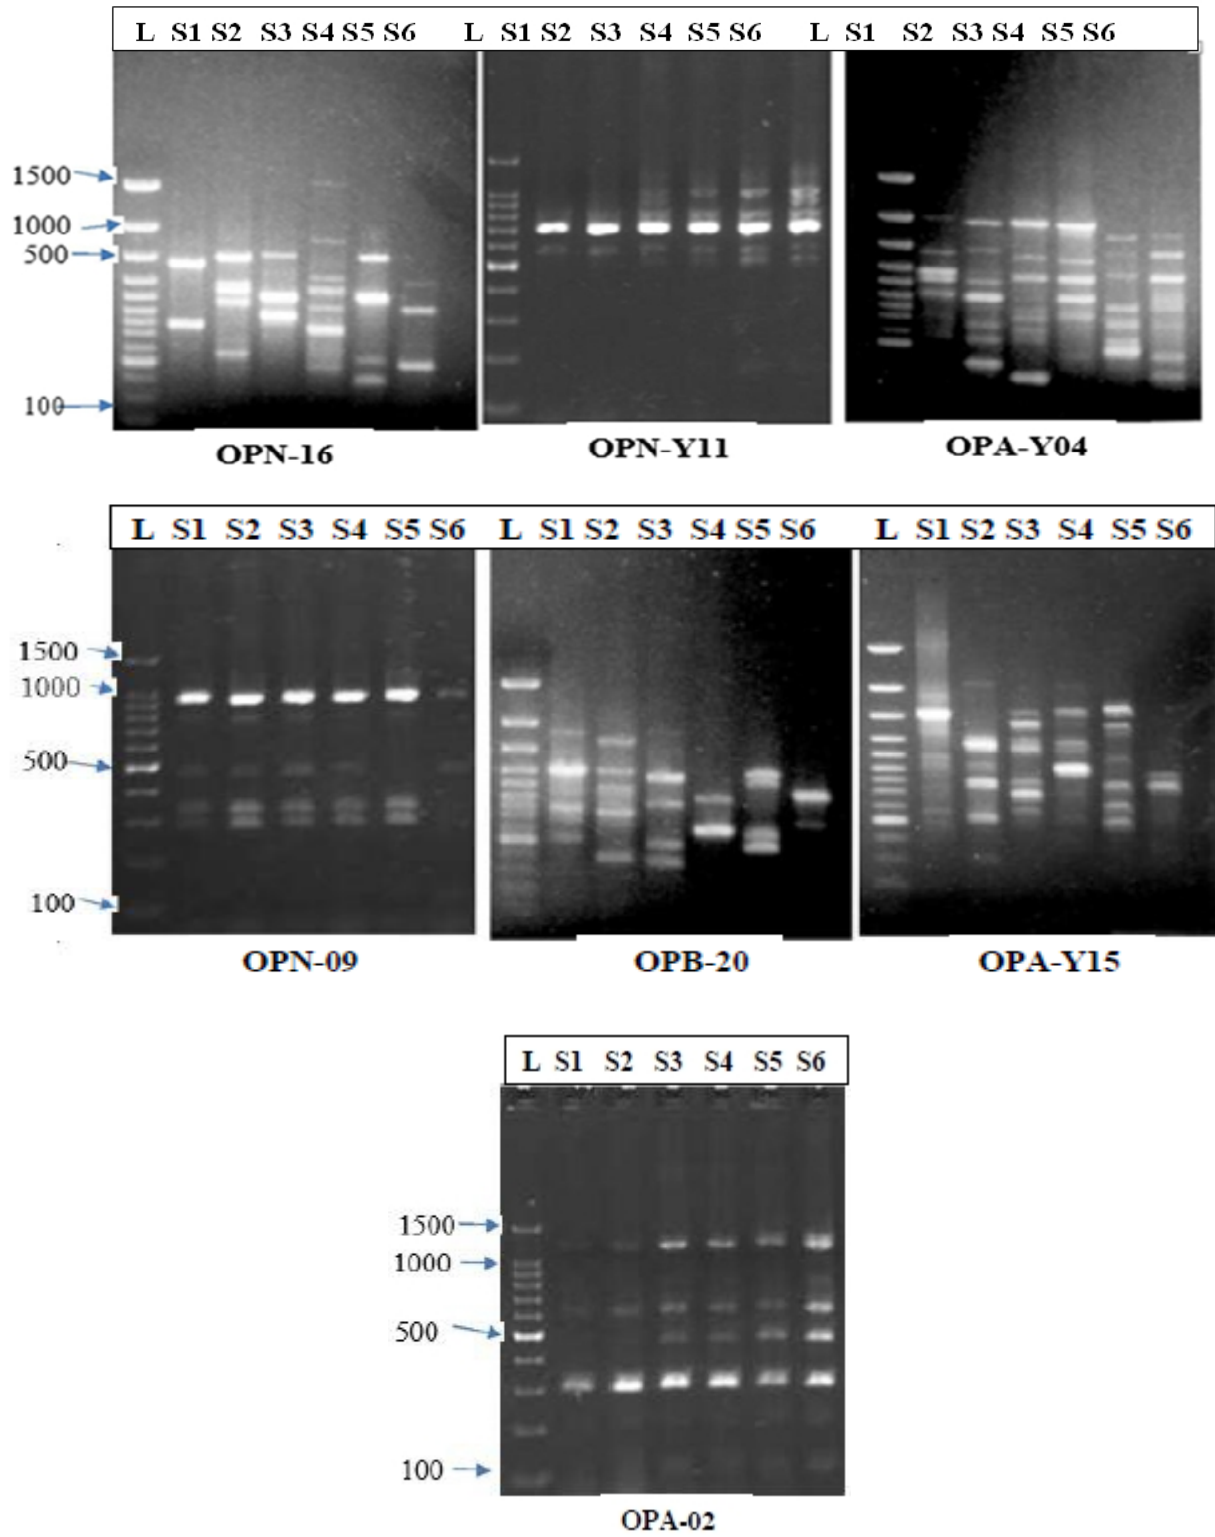 L S1 S2 S3 S4 S5 S6 L S1 S2 S3 S4 S5 S6 L S1 S2 S3 S4 S5 S6
1500
1000
500
100
OPN-16 OPN-Y11 OPA-Y04
L S1 S2 S3 S4 S5 S6 L S1 S2 S3 S4 S5 S6 L S1 S2 S3 S4 S5 S6
1500
1000
500
100
OPN-09 OPB-20 OPA-Y15
L S1 S2 S3 S4 S5 S6
1500
1000
500
100
OPA-02